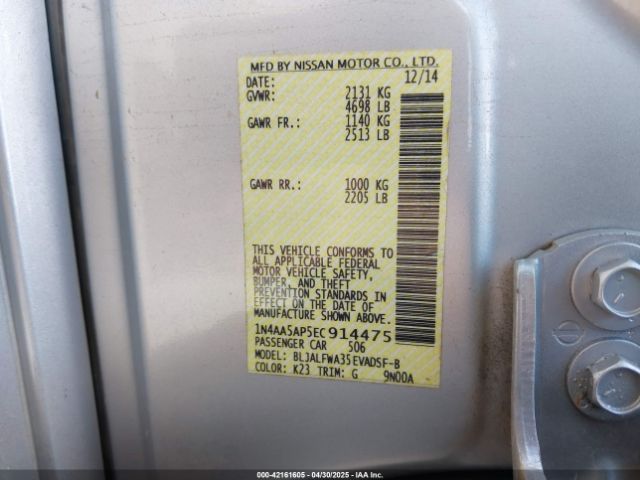 MFD BY NISSAN MOTOR CO., LTD.
DATE: 12/14
GVWR: 2131 KG
4698 LB
GAWR FR.: 1140 KG
2513 LB
GAWR RR.: 1000 KG
2205 LB
THIS VEHICLE CONFORMS TO
ALL APPLICABLE FEDERAL
MOTOR VEHICLE SAFETY,
BUMPER, AND THEFT
PREVENTION STANDARDS IN
EFFECT ON THE DATE OF
MANUFACTURE SHOWN ABOVE.
1N4AA5AP5EC914475
PASSENGER CAR 506
MODEL: BLJALFWA35EVADSF-B
COLOR: K23 TRIM: G 9N00A
000-42161605 - 04/30/2025 - IAA Inc.